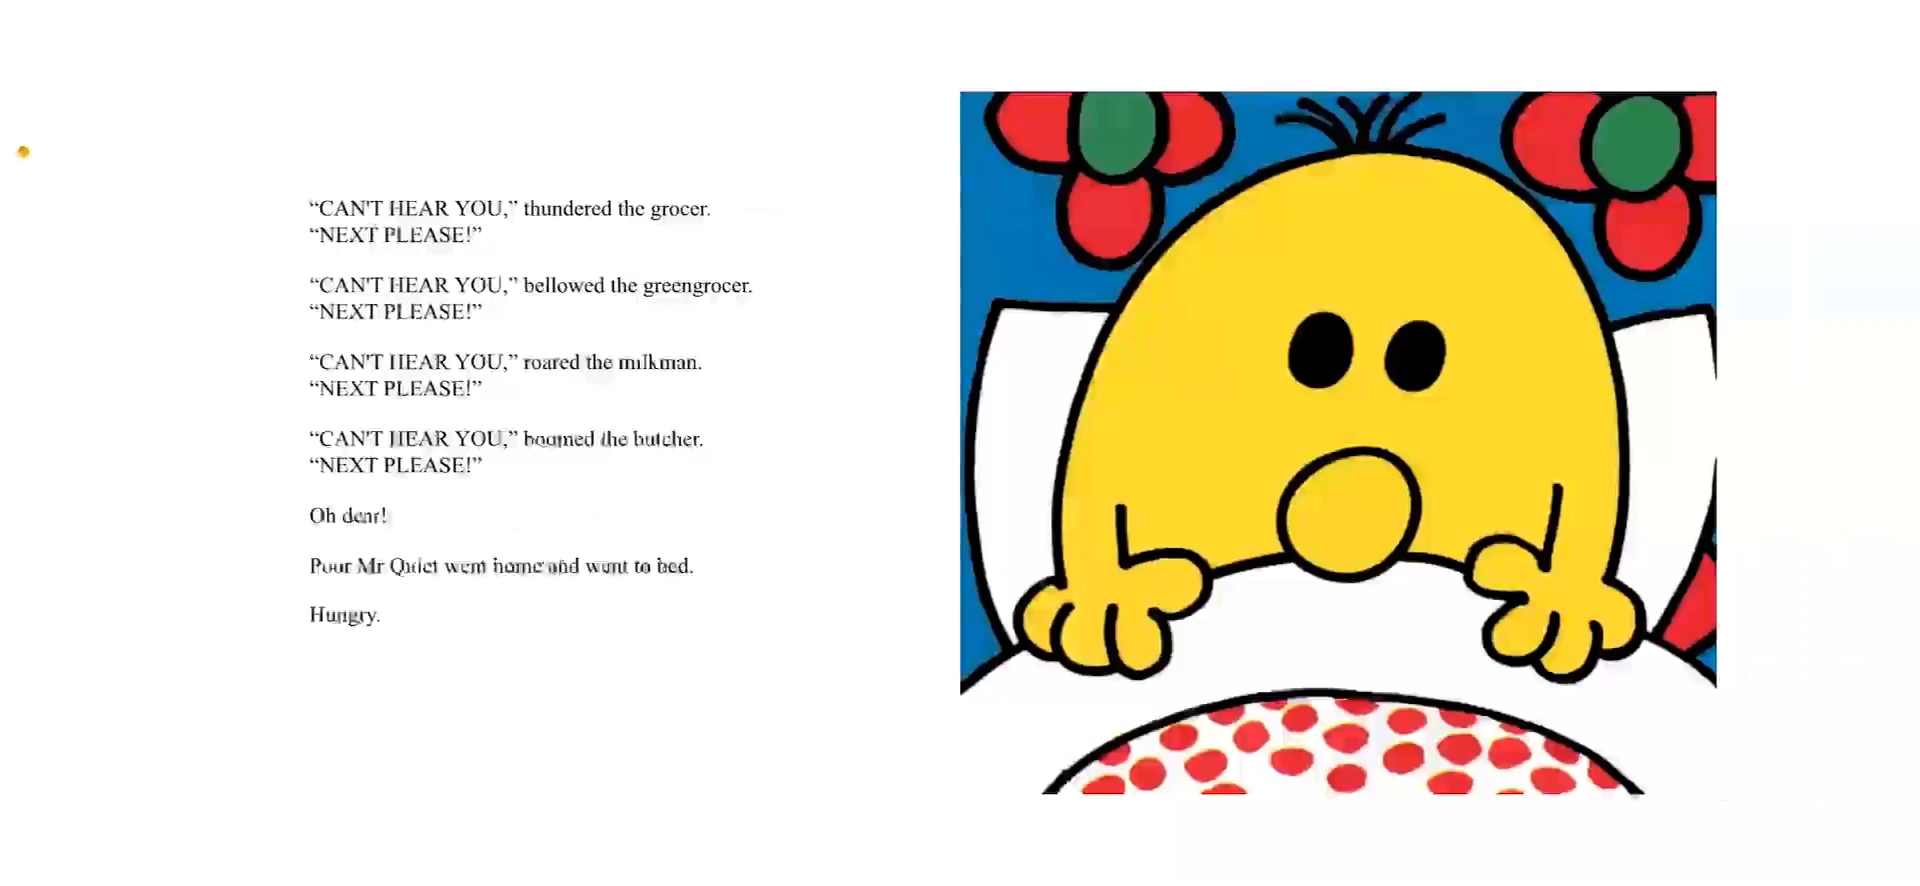 “CAN'T HEAR YOU,” thundered the grocer.
“NEXT PLEASE!”
“CAN'T HEAR YOU,” bellowed the greengrocer.
“NEXT PLEASE!”
“CAN'T HEAR YOU,” roared the milkman.
“NEXT PLEASE!”
“CAN'T HEAR YOU,” boomed the butcher.
“NEXT PLEASE!”
Oh dear!
Poor Mr Quiet went home and went to bed.
Hungry.